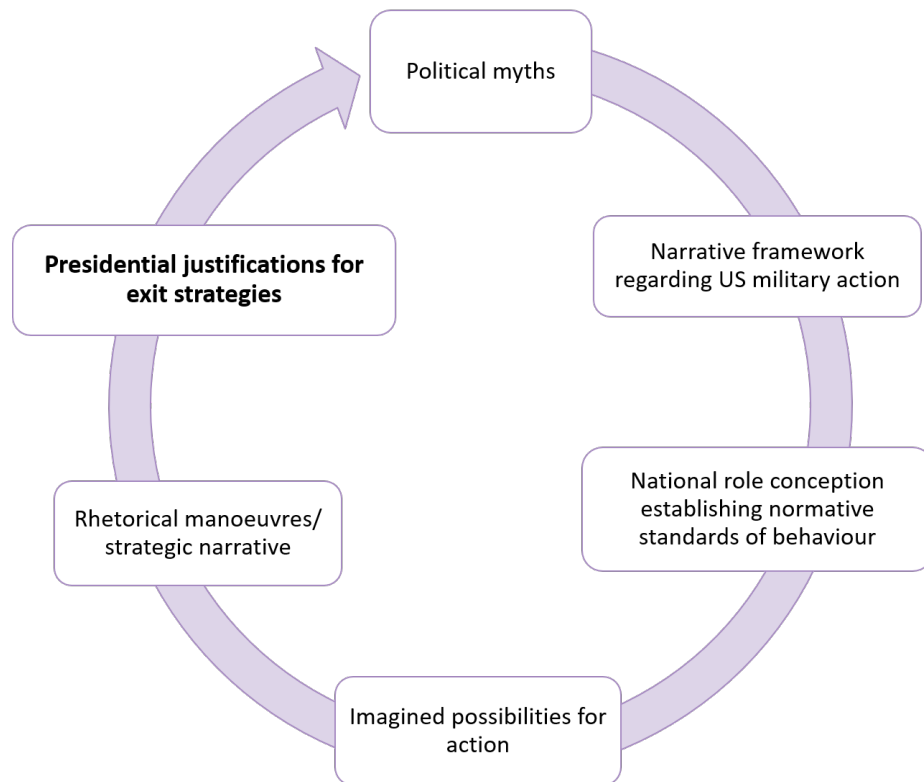 Political myths
Narrative framework
regarding US military action
National role conception
establishing normative
standards of behaviour
Imagined possibilities for
action
Rhetorical manoeuvres/
strategic narrative
Presidential justifications for
exit strategies